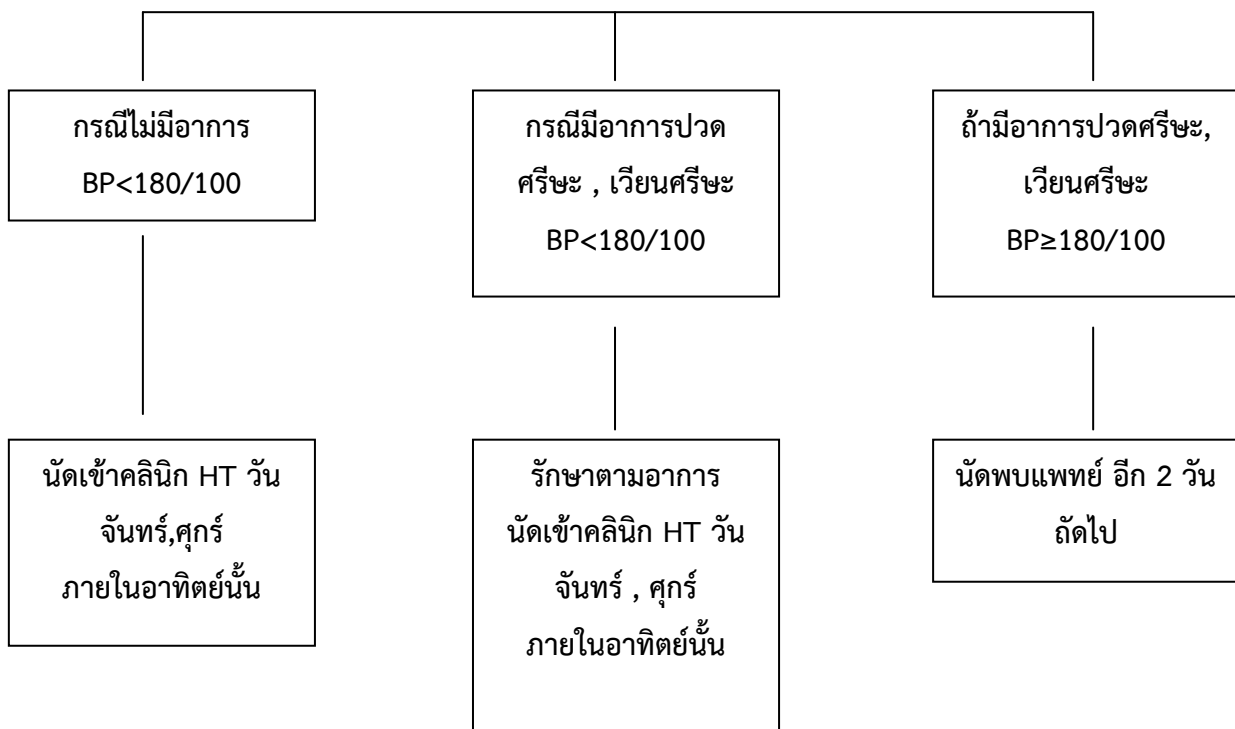 กรณีไม่มีอาการ
BP<180/100
กรณีมีอาการปวด
ศรีษะ , เวียนศรีษะ
BP<180/100
ถ้ามีอาการปวดศรีษะ,
เวียนศรีษะ
BP≥180/100
นัดเข้าคลินิก HT วัน
จันทร์,ศุกร์
ภายในอาทิตย์นั้น
รักษาตามอาการ
นัดเข้าคลินิก HT วัน
จันทร์ , ศุกร์
ภายในอาทิตย์นั้น
นัดพบแพทย์ อีก 2 วัน
ถัดไป